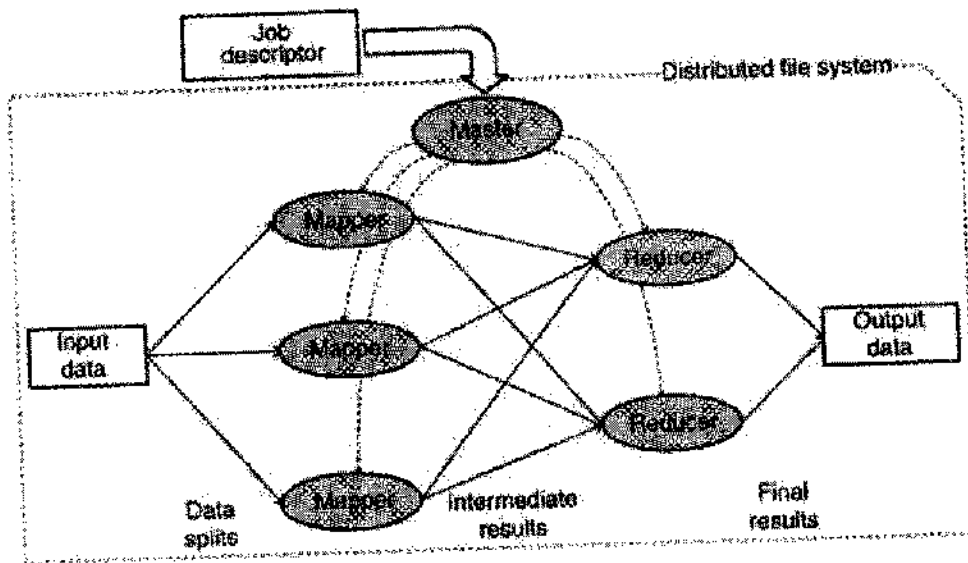 Job
descriptor
Distributed file system
Master
Mapper
Reducer
Input
data
Mapper
Output
data
Reducer
Mapper
Data
splits
Intermediate
results
Final
results